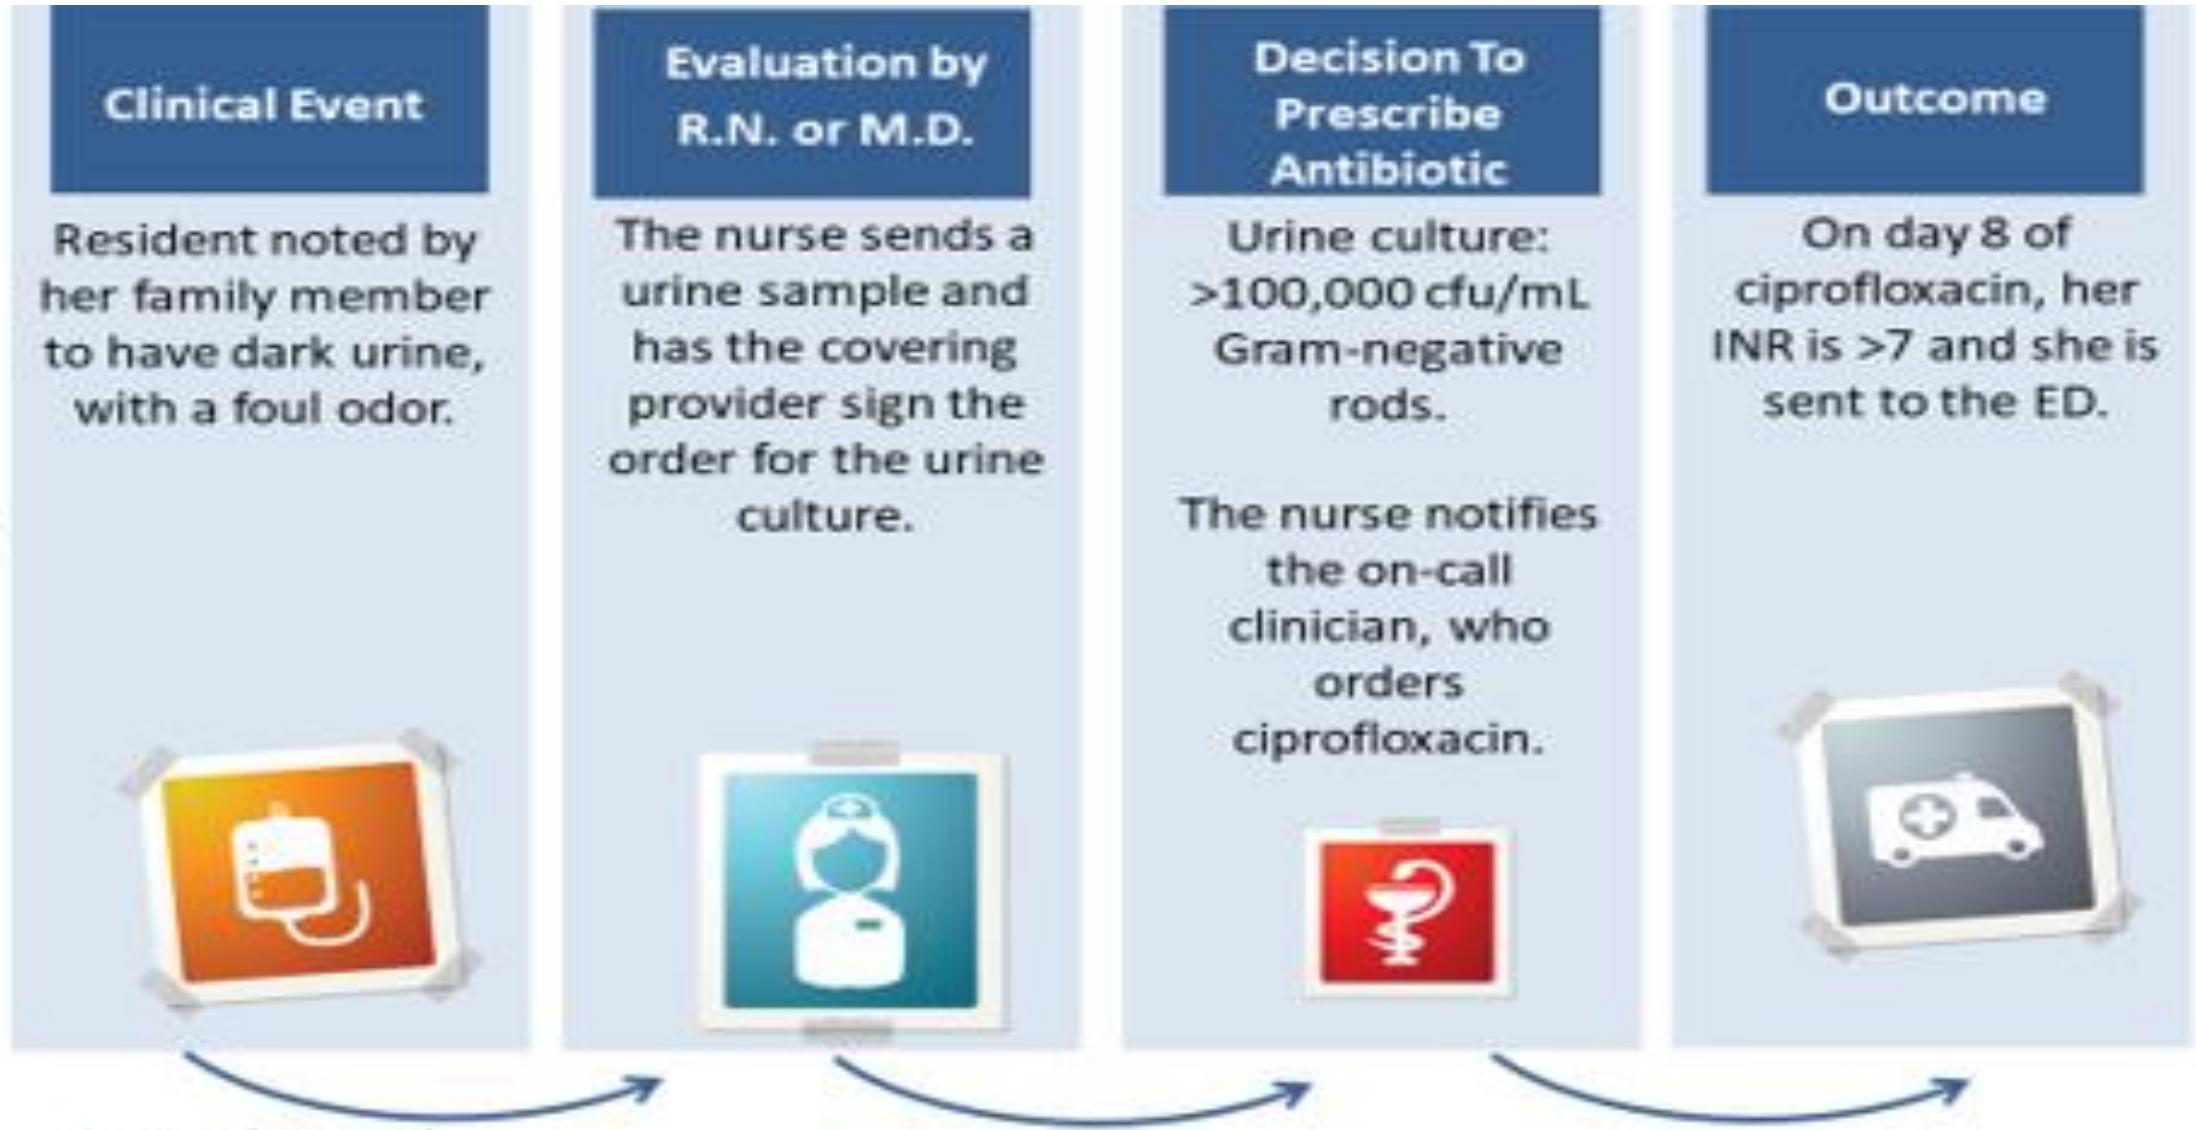 Clinical Event
Resident noted by
her family member
to have dark urine,
with a foul odor.
Evaluation by
R.N. or M.D.
The nurse sends a
urine sample and
has the covering
provider sign the
order for the urine
culture.
Decision To
Prescribe
Antibiotic
Urine culture:
>100,000 cfu/mL
Gram-negative
rods.
The nurse notifies
the on-call
clinician, who
orders
ciprofloxacin.
Outcome
On day 8 of
ciprofloxacin, her
INR is >7 and she is
sent to the ED.